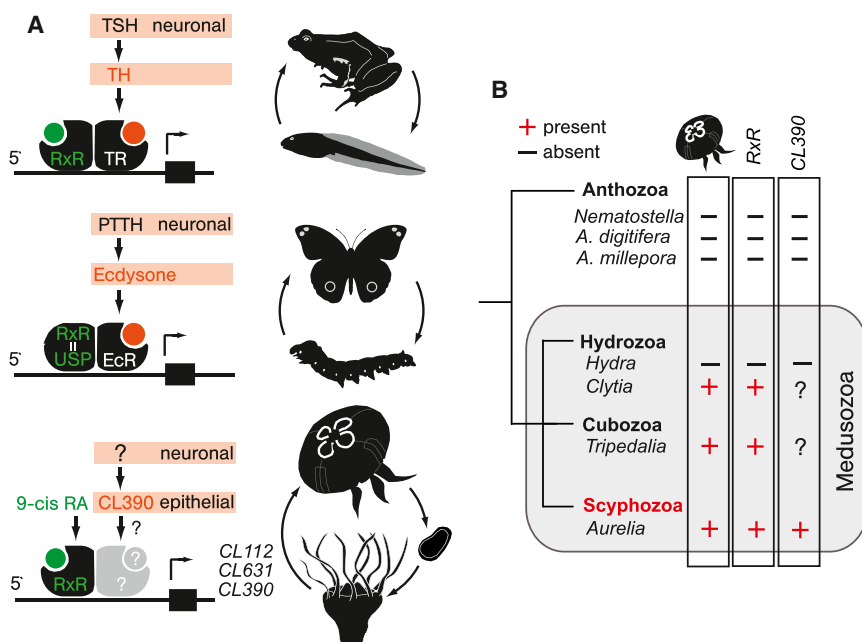 A
TSH neuronal
TH
RxR TR
5`
PTTH neuronal
Ecdysone
RxR
USP EcR
5`
? neuronal
9-cis RA CL390 epithelial
?
?
RxR ?
5`
CL112
CL631
CL390
B
+ present
– absent
RxR
CL390
Anthozoa
Nematostella – – –
A. digitifera – – –
A. millepora – – –
Hydrozoa
Hydra – – –
Clytia + + ?
Cubozoa
Tripedalia + + ?
Scyphozoa
Aurelia + + +
Medusozoa